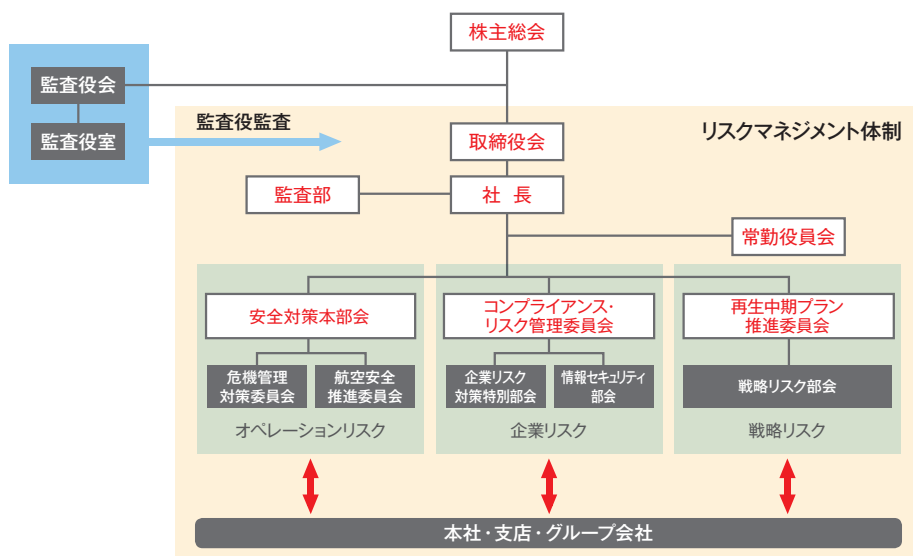 株主総会
監査役会
監査役室
監査役監査
リスクマネジメント体制
取締役会
監査部
社 長
常勤役員会
安全対策本部会
コンプライアンス・
リスク管理委員会
再生中期プラン
推進委員会
危機管理
対策委員会
航空安全
推進委員会
企業リスク
対策特別部会
情報セキュリティ
部会
戦略リスク部会
オペレーションリスク
企業リスク
戦略リスク
本社・支店・グループ会社